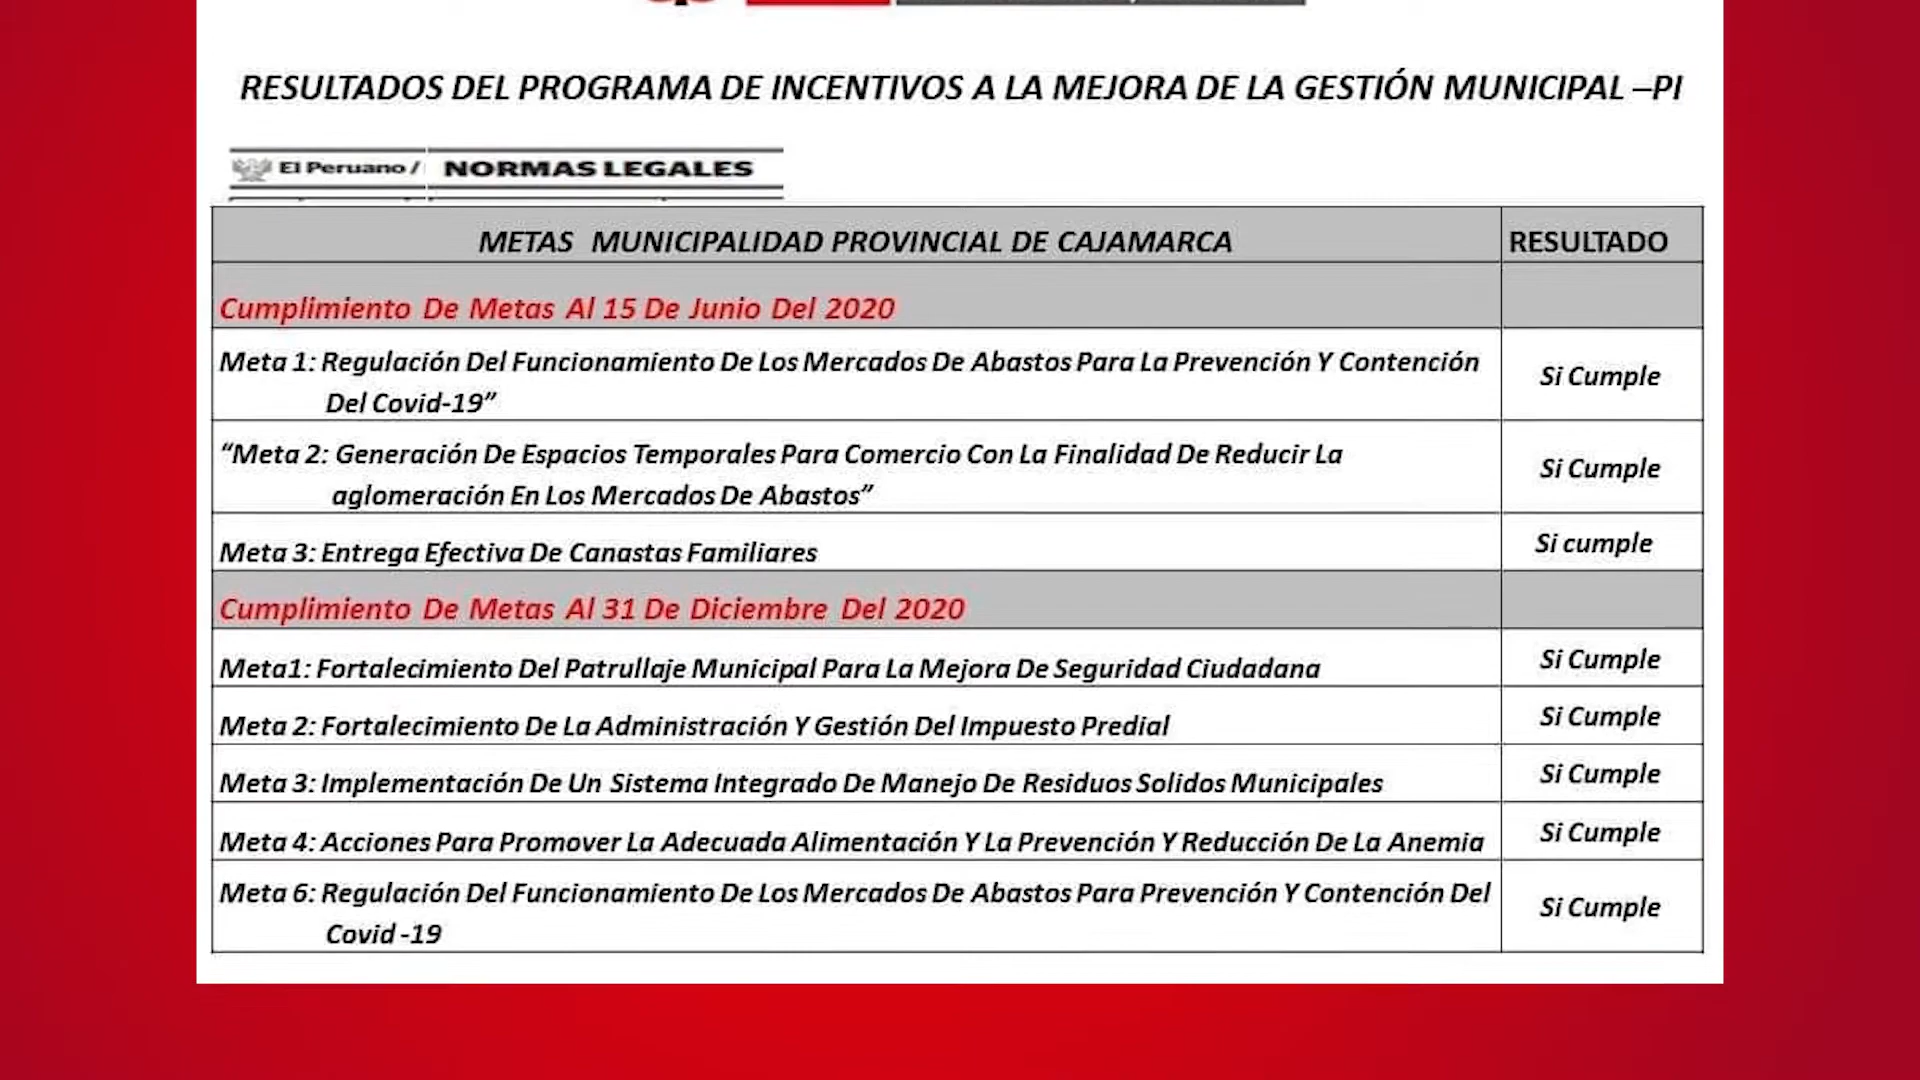 RESULTADOS DEL PROGRAMA DE INCENTIVOS A LA MEJORA DE LA GESTIÓN MUNICIPAL –PI
El Peruano / NORMAS LEGALES
METAS MUNICIPALIDAD PROVINCIAL DE CAJAMARCA RESULTADO
Cumplimiento De Metas Al 15 De Junio Del 2020
Meta 1: Regulación Del Funcionamiento De Los Mercados De Abastos Para La Prevención Y Contención
Del Covid-19”
Si Cumple
“Meta 2: Generación De Espacios Temporales Para Comercio Con La Finalidad De Reducir La
aglomeración En Los Mercados De Abastos”
Si Cumple
Meta 3: Entrega Efectiva De Canastas Familiares Si cumple
Cumplimiento De Metas Al 31 De Diciembre Del 2020
Meta1: Fortalecimiento Del Patrullaje Municipal Para La Mejora De Seguridad Ciudadana Si Cumple
Meta 2: Fortalecimiento De La Administración Y Gestión Del Impuesto Predial Si Cumple
Meta 3: Implementación De Un Sistema Integrado De Manejo De Residuos Solidos Municipales Si Cumple
Meta 4: Acciones Para Promover La Adecuada Alimentación Y La Prevención Y Reducción De La Anemia Si Cumple
Meta 6: Regulación Del Funcionamiento De Los Mercados De Abastos Para Prevención Y Contención Del
Covid -19
Si Cumple